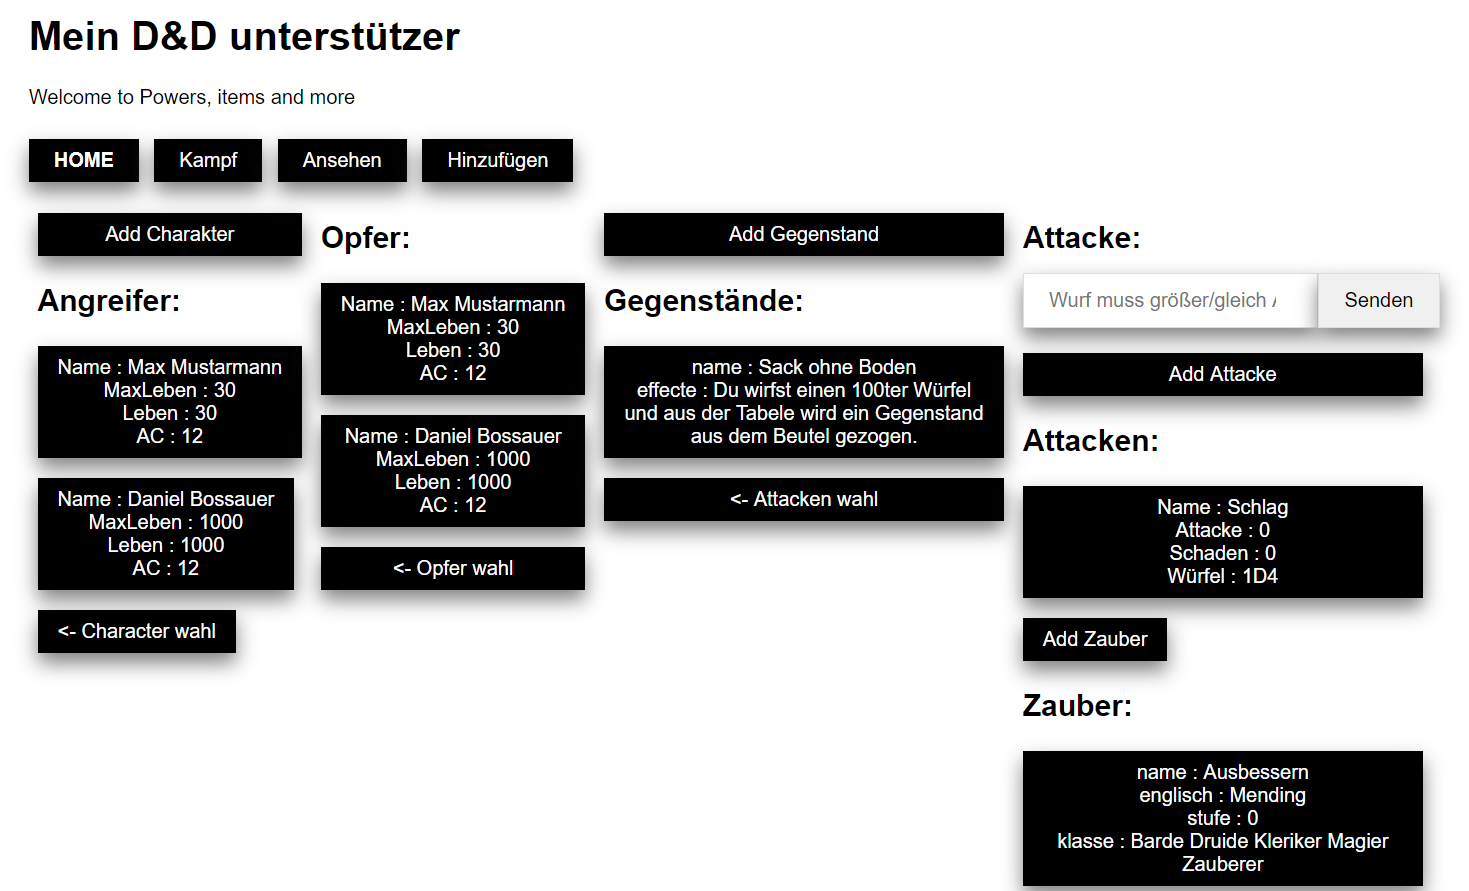 Mein D&D unterstützer
Welcome to Powers, items and more
HOME
Kampf
Ansehen
Hinzufügen
Add Charakter
Angreifer:
Name : Max Mustarmann
MaxLeben : 30
Leben : 30
AC : 12
Name : Daniel Bossauer
MaxLeben : 1000
Leben : 1000
AC : 12
<- Character wahl
Opfer:
Name : Max Mustarmann
MaxLeben : 30
Leben : 30
AC : 12
Name : Daniel Bossauer
MaxLeben : 1000
Leben : 1000
AC : 12
<- Opfer wahl
Add Gegenstand
Gegenstände:
name : Sack ohne Boden
effecte : Du wirfst einen 100ter Würfel
und aus der Tabele wird ein Gegenstand
aus dem Beutel gezogen.
<- Attacken wahl
Attacke:
Wurf muss größer/gleich
Senden
Add Attacke
Attacken:
Name : Schlag
Attacke : 0
Schaden : 0
Würfel : 1D4
Add Zauber
Zauber:
name : Ausbessern
englisch : Mending
stufe : 0
klasse : Barde Druide Kleriker Magier
Zauberer